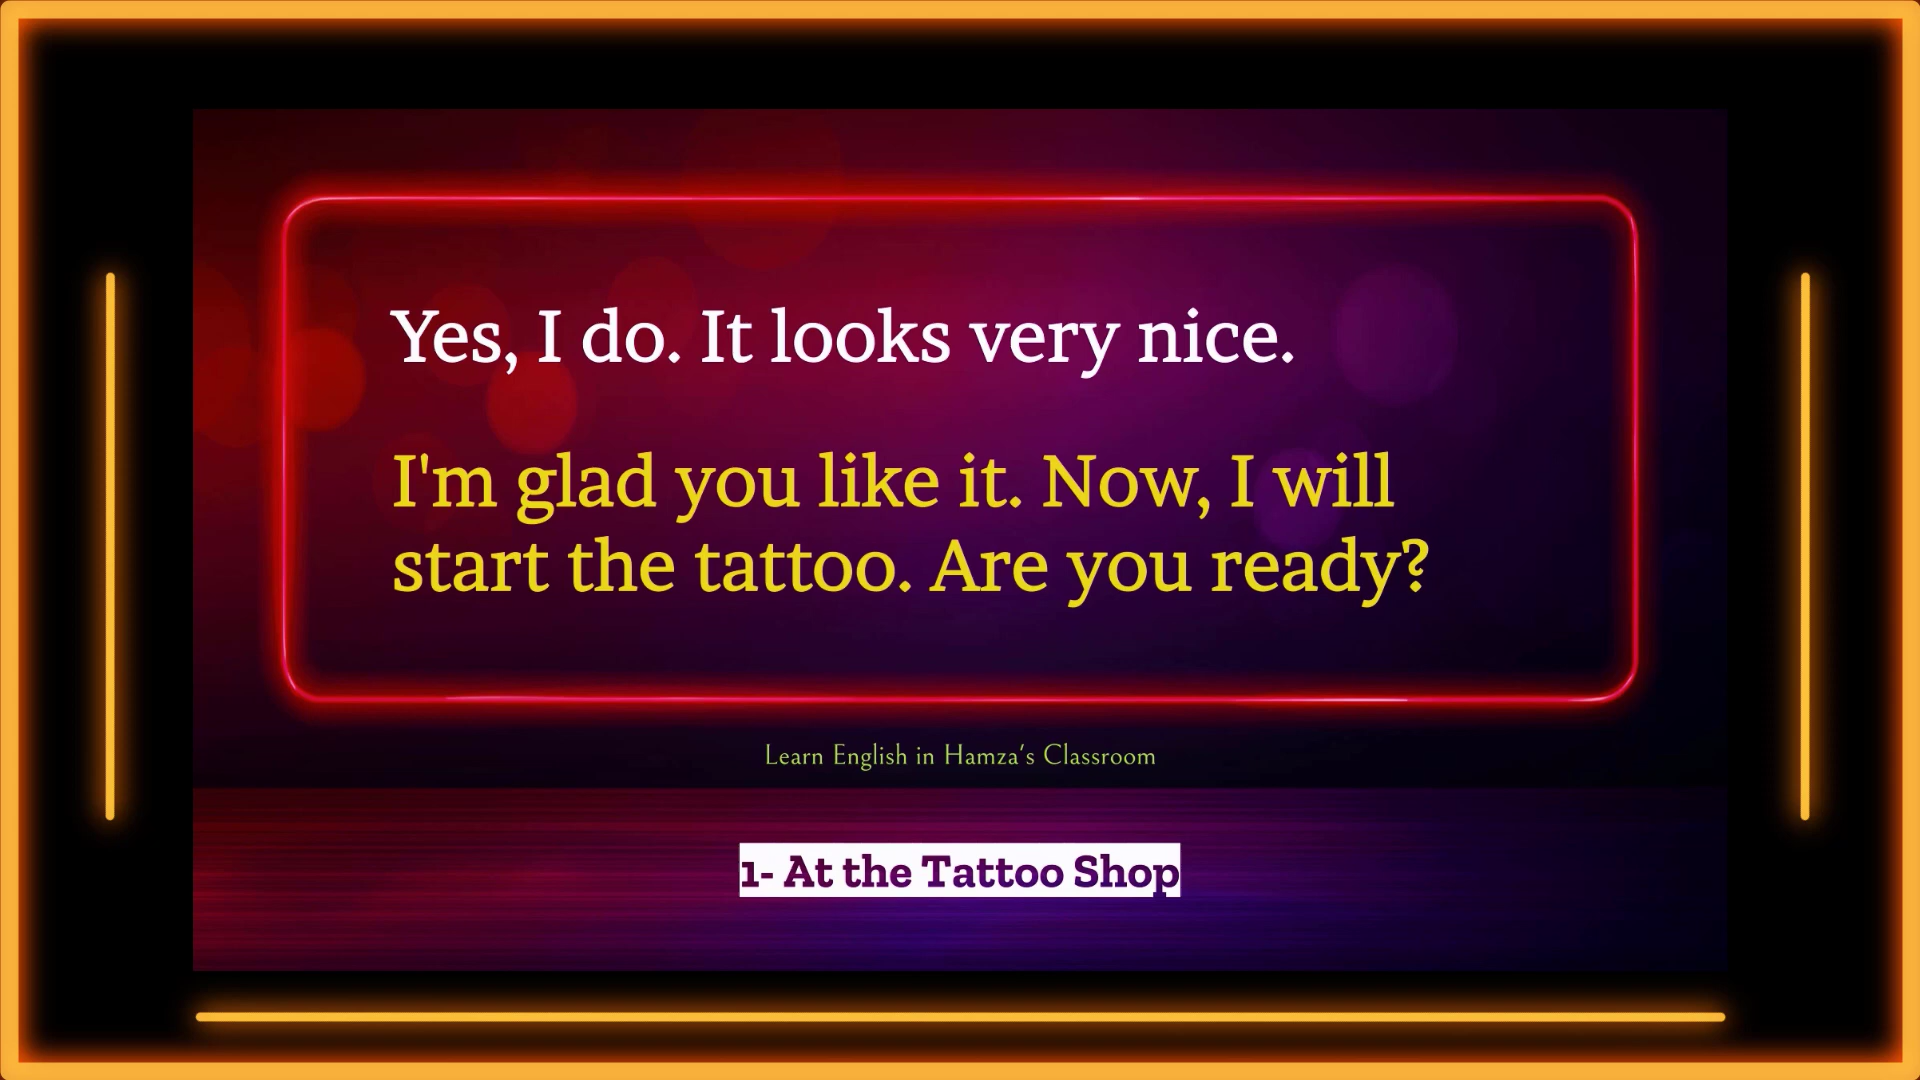 Yes, I do. It looks very nice.
I'm glad you like it. Now, I will
start the tattoo. Are you ready?
Learn English in Hamza's Classroom
1- At the Tattoo Shop